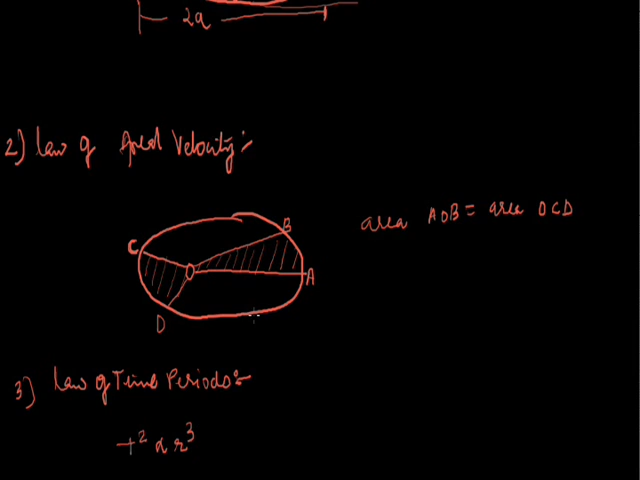 2a
2) Law of Areal Velocity:-
B
C
O
A
D
area AOB = area OCD
3) Law of Time Periods:-
T² α r³